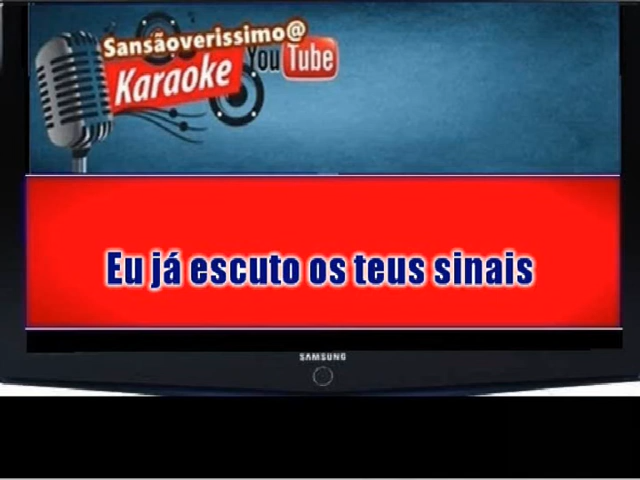 Sansãoverissimo@
Karaoke YouTube
Eu já escuto os teus sinais
SAMSUNG